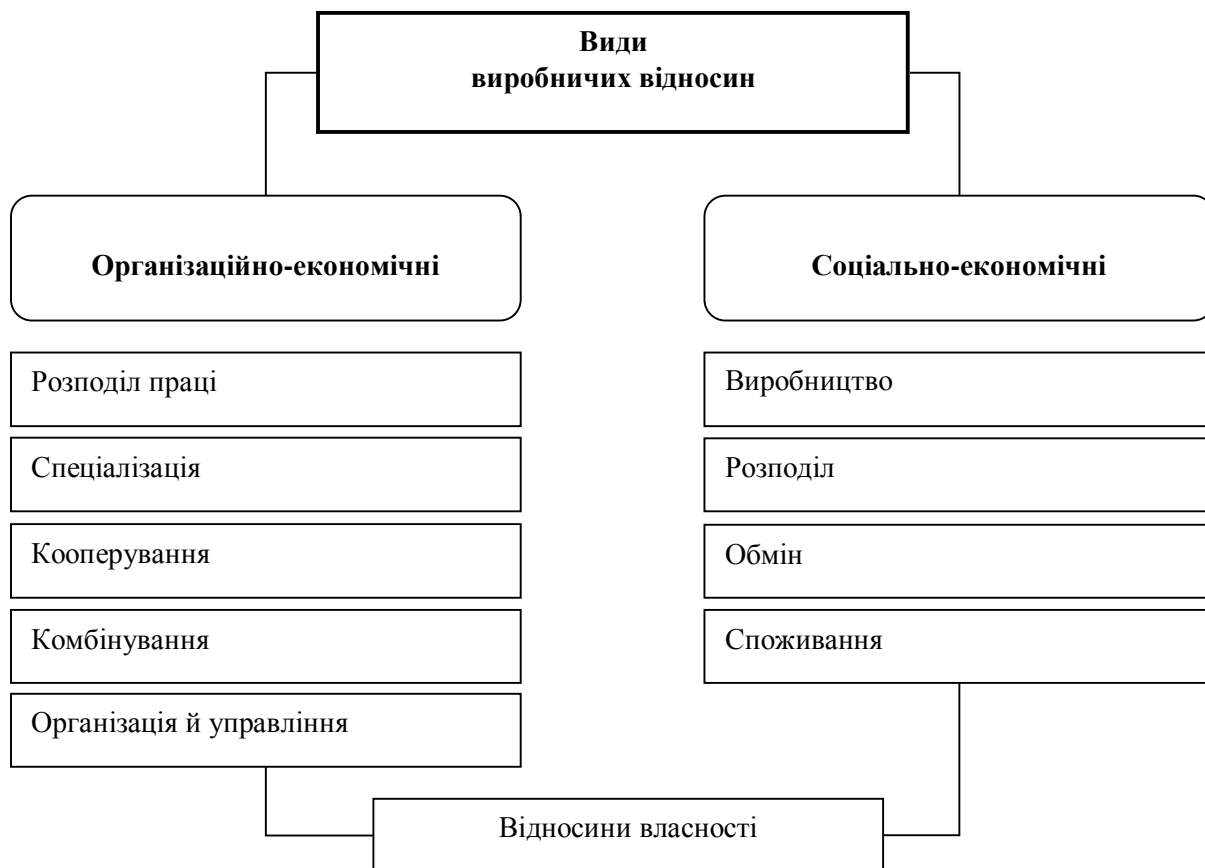 Види
виробничих відносин
Організаційно-економічні
Розподіл праці
Спеціалізація
Кооперування
Комбінування
Організація й управління
Соціально-економічні
Виробництво
Розподіл
Обмін
Споживання
Відносини власності